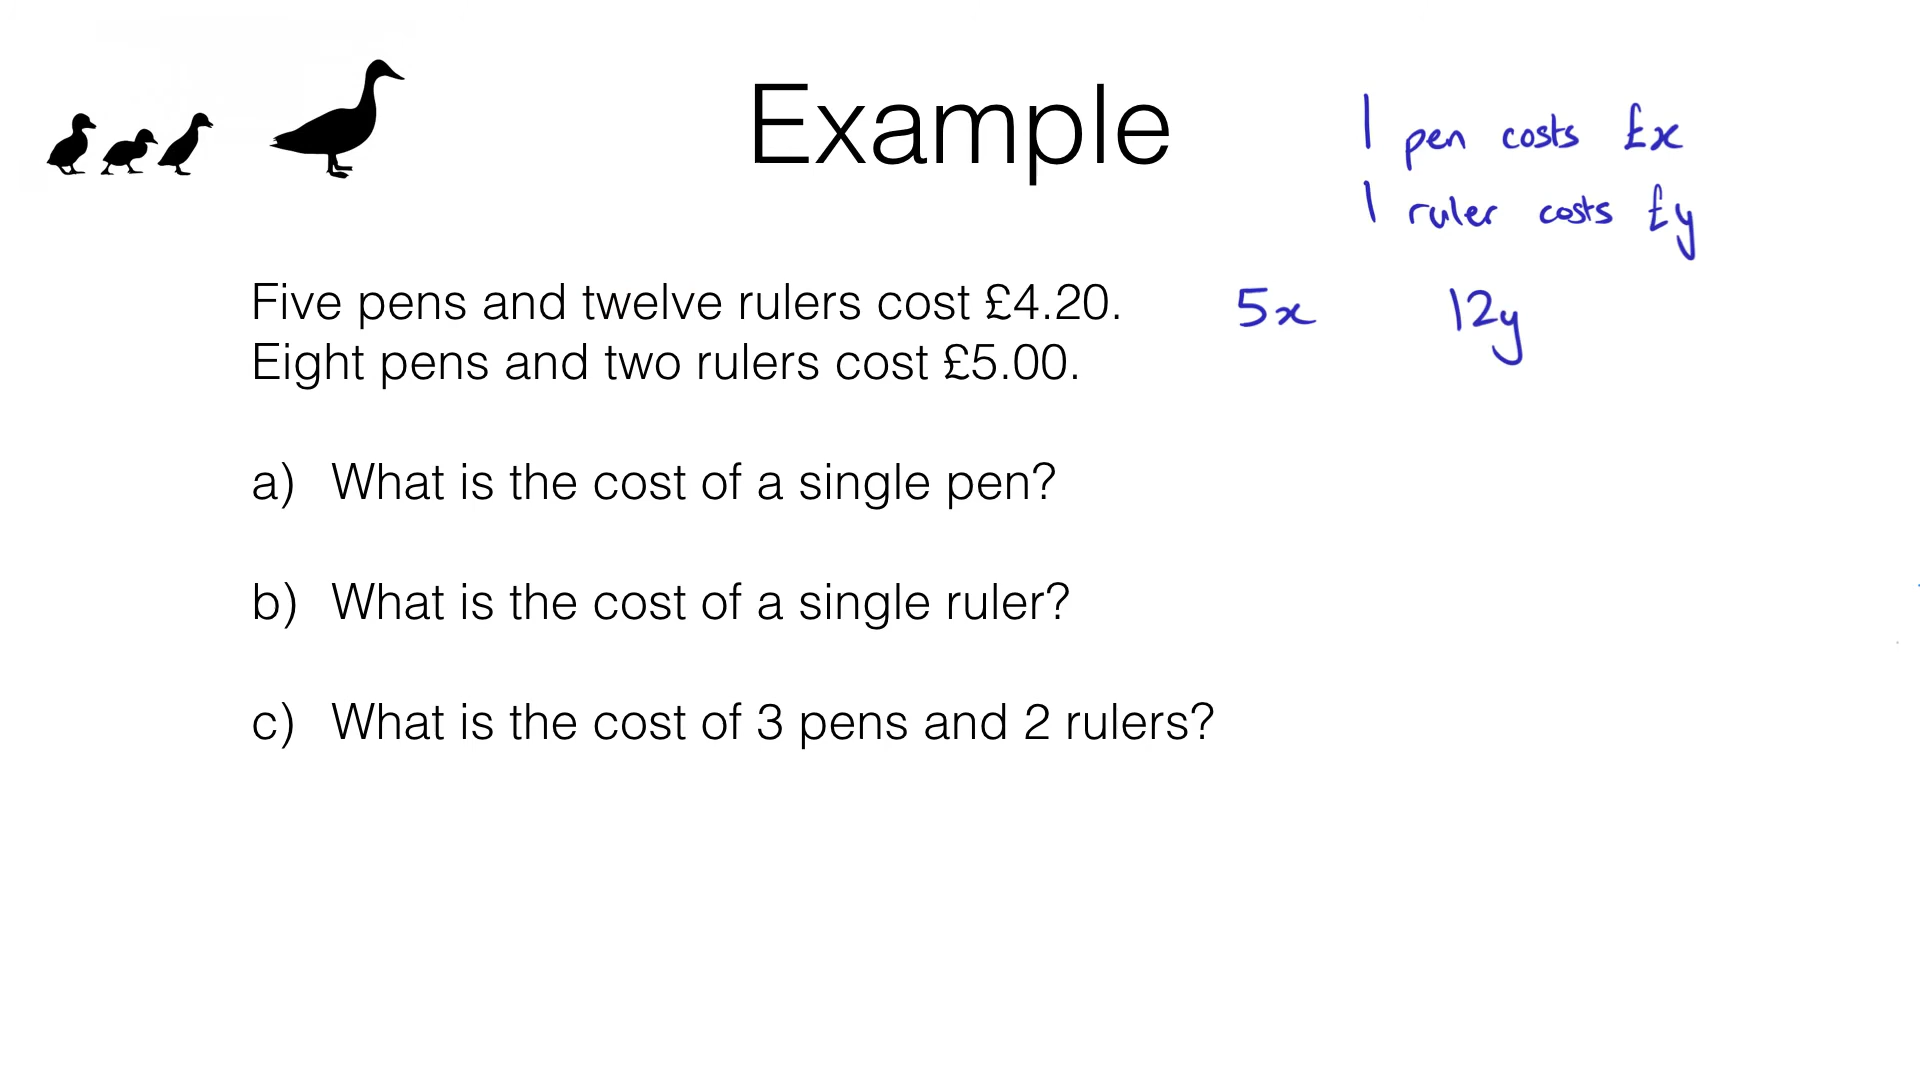 Example
1 pen costs £x
1 ruler costs £y
Five pens and twelve rulers cost £4.20. 5x 12y
Eight pens and two rulers cost £5.00.
a) What is the cost of a single pen?
b) What is the cost of a single ruler?
c) What is the cost of 3 pens and 2 rulers?